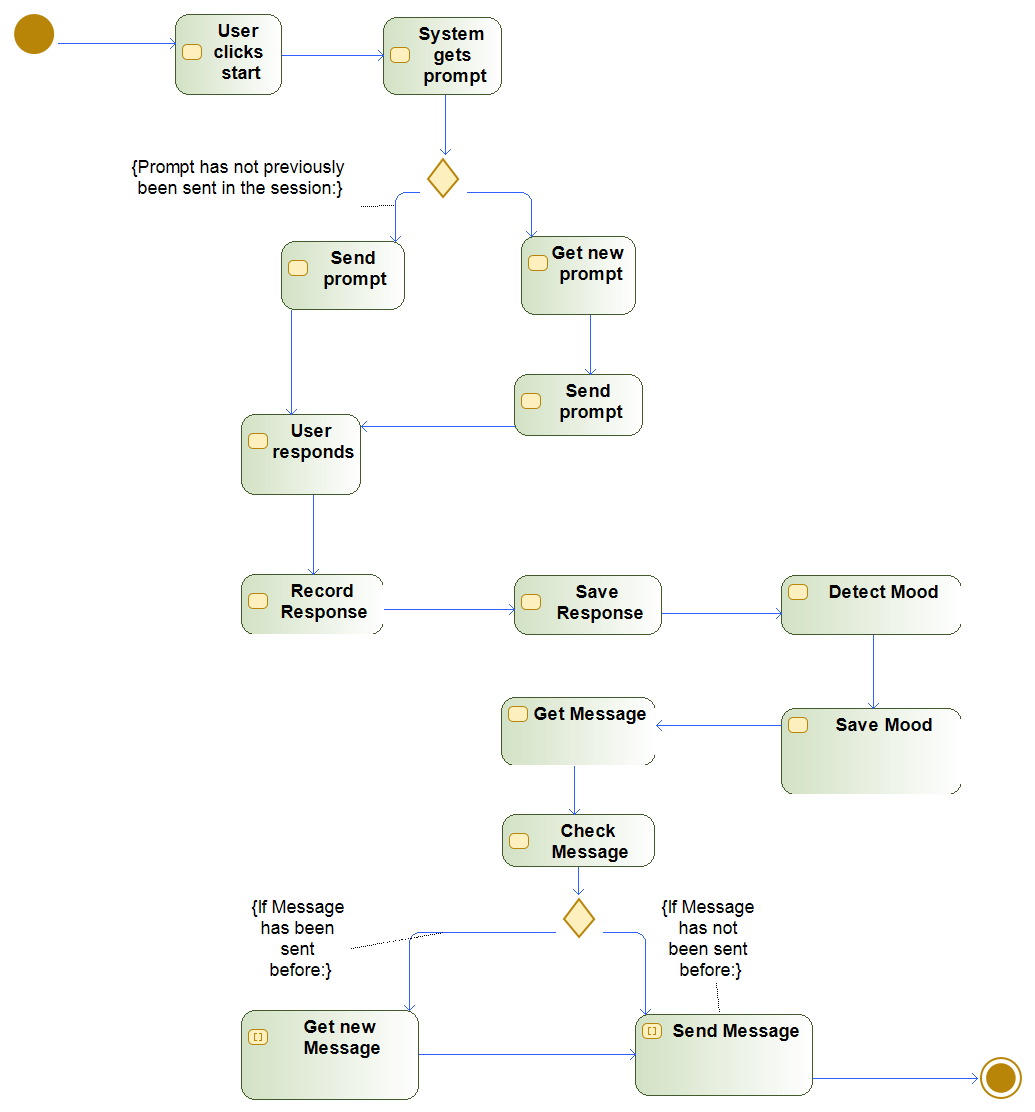 User
clicks
start
System
gets
prompt
{Prompt has not previously
been sent in the session:}
Send
prompt
Get new
prompt
Send
prompt
User
responds
Record
Response
Save
Response
Detect Mood
Get Message
Save Mood
Check
Message
{If Message
has been
sent
before:}
{If Message
has not
been sent
before:}
Get new
Message
Send Message